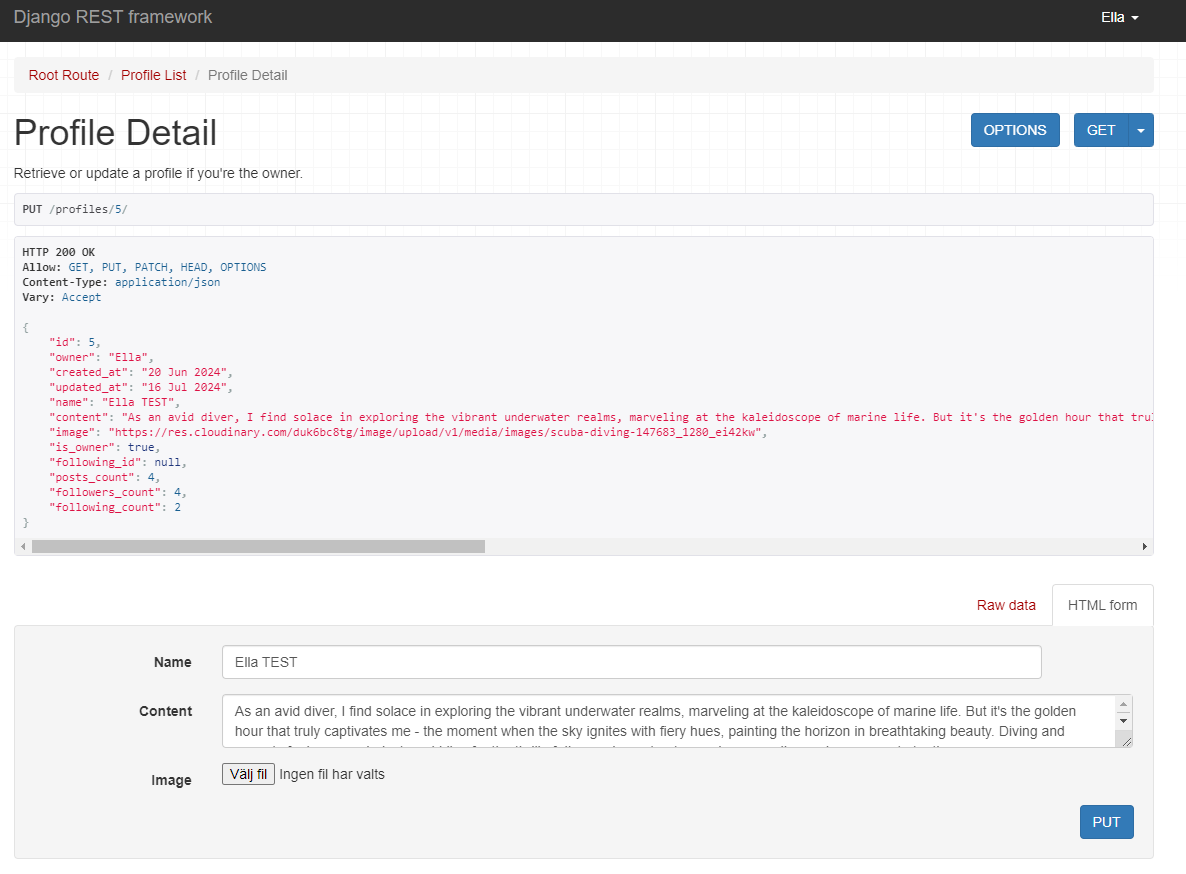 Django REST framework
Ella
Root Route / Profile List / Profile Detail
Profile Detail
OPTIONS
GET
Retrieve or update a profile if you're the owner.
PUT /profiles/5/
HTTP 200 OK
Allow: GET, PUT, PATCH, HEAD, OPTIONS
Content-Type: application/json
Vary: Accept
{
    "id": 5,
    "owner": "Ella",
    "created_at": "20 Jun 2024",
    "updated_at": "16 Jul 2024",
    "name": "Ella TEST",
    "content": "As an avid diver, I find solace in exploring the vibrant underwater realms, marveling at the kaleidoscope of marine life. But it's the golden hour that trul
    "image": "https://res.cloudinary.com/duk6bc8tg/image/upload/v1/media/images/scuba-diving-147683_1280_ei42kw",
    "is_owner": true,
    "following_id": null,
    "posts_count": 4,
    "followers_count": 4,
    "following_count": 2
}
Raw data
HTML form
Name
Ella TEST
Content
As an avid diver, I find solace in exploring the vibrant underwater realms, marveling at the kaleidoscope of marine life. But it's the golden
hour that truly captivates me - the moment when the sky ignites with fiery hues, painting the horizon in breathtaking beauty. Diving and
Image
Välj fil Ingen fil har valts
PUT